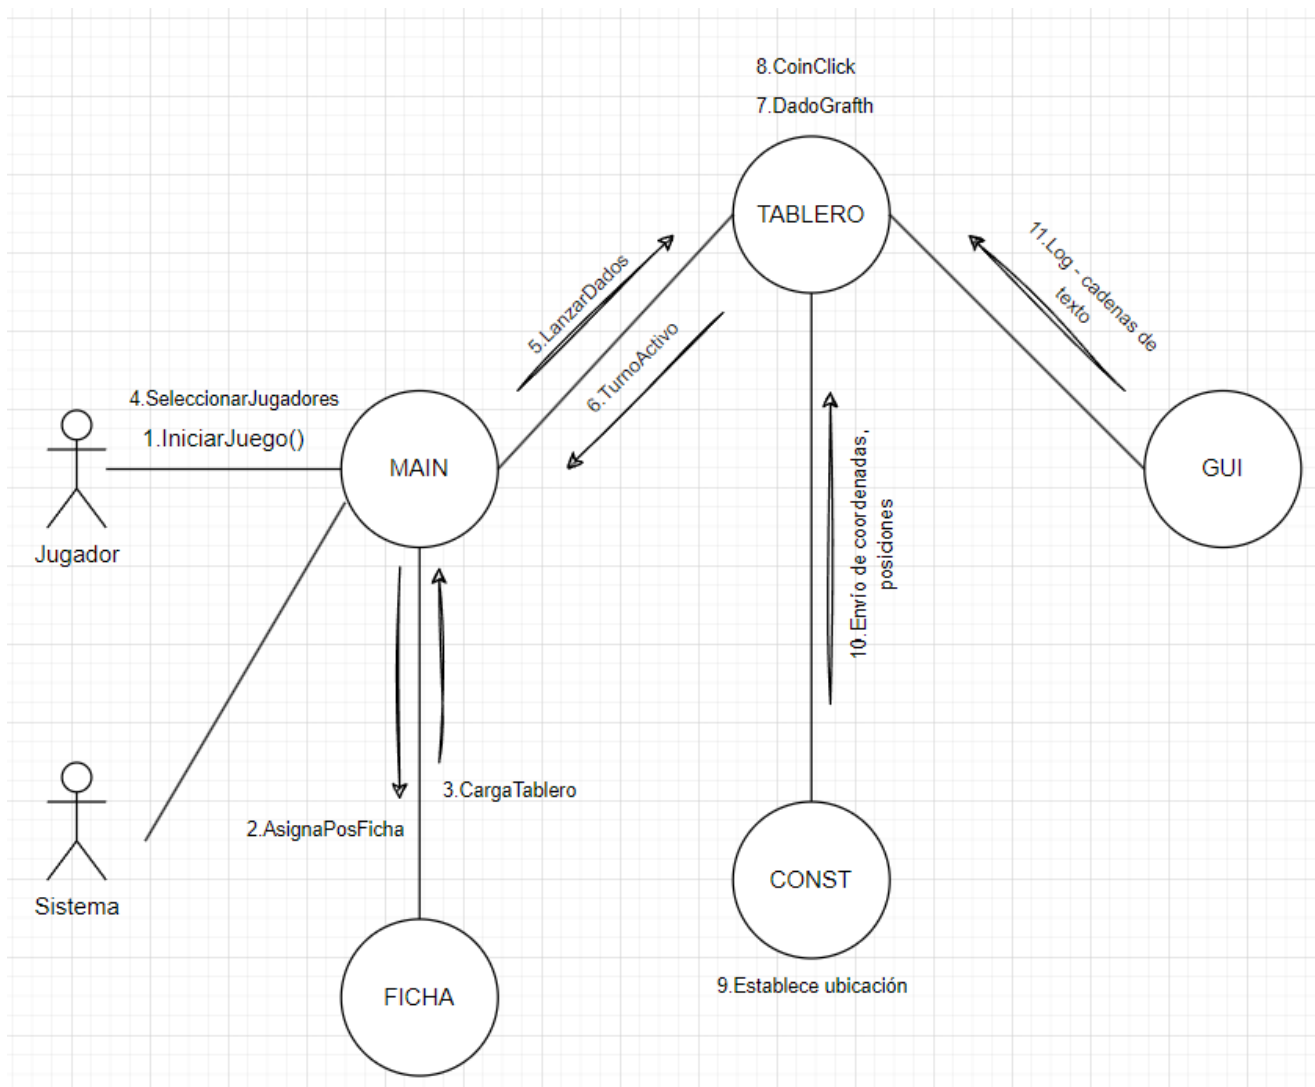 8.CoinClick
7.DadoGrafth
TABLERO
11.Log - cadenas de
texto
5.LanzarDados
6.TurnoActivo
4.SeleccionarJugadores
1.IniciarJuego()
MAIN
GUI
Jugador
10.Envío de coordenadas,
posiciones
3.CargaTablero
2.AsignaPosFicha
CONST
Sistema
FICHA
9.Establece ubicación